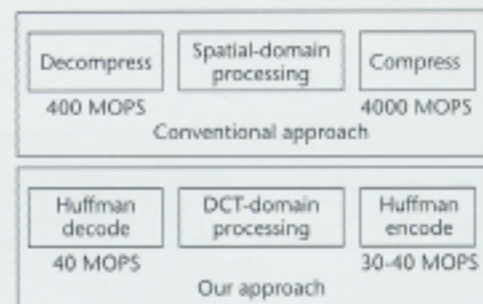 Decompress
Spatial-domain
processing
Compress
400 MOPS
4000 MOPS
Conventional approach
Huffman
decode
DCT-domain
processing
Huffman
encode
40 MOPS
30-40 MOPS
Our approach